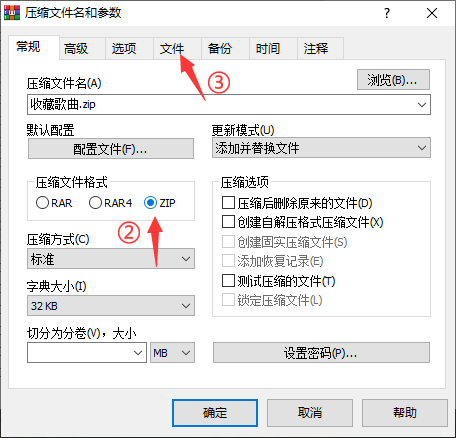 压缩文件名和参数
常规 高级 选项 文件 备份 时间 注释
③
压缩文件名(A)
浏览(B)...
收藏歌曲.zip
默认配置
更新模式(U)
配置文件(F)...
添加并替换文件
压缩文件格式
RAR RAR4 ZIP
②
压缩方式(C)
标准
字典大小(I)
32 KB
切分为分卷(V)，大小
MB
压缩选项
压缩后删除原来的文件(D)
创建自解压格式压缩文件(X)
创建固实压缩文件(S)
添加恢复记录(E)
测试压缩的文件(T)
锁定压缩文件(L)
设置密码(P)...
确定 取消 帮助